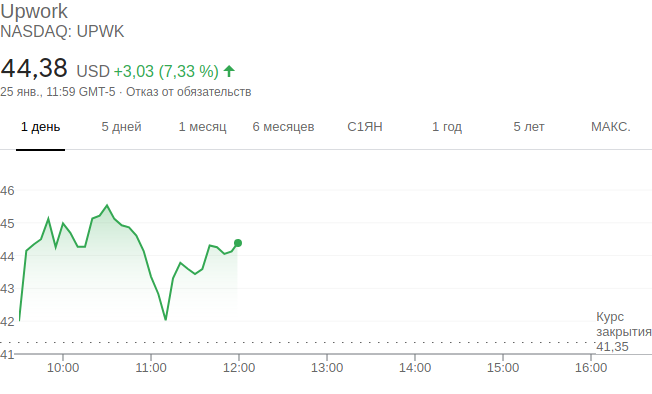 Upwork
NASDAQ: UPWK
44,38 USD +3,03 (7,33 %)
25 янв., 11:59 GMT-5 · Отказ от обязательств
1 день 5 дней 1 месяц 6 месяцев С1ЯН 1 год 5 лет МАКС.
46
45
44
43
42
Курс
закрытия
41,35
41
10:00 11:00 12:00 13:00 14:00 15:00 16:00